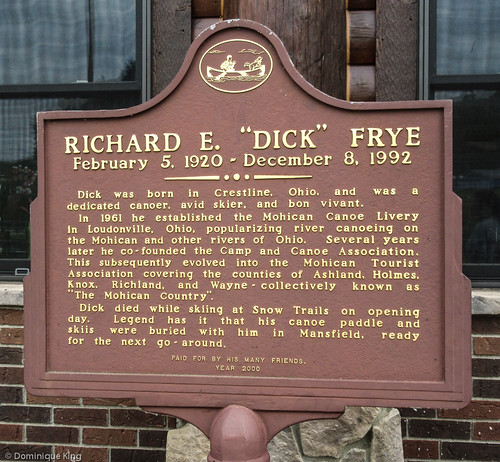 RICHARD E. "DICK" FRYE
February 5, 1920 - December 8, 1992
Dick was born in Crestline, Ohio, and was a
dedicated canoer, avid skier, and bon vivant.
In 1961 he established the Mohican Canoe Livery
in Loudonville, Ohio, popularizing river canoeing on
the Mohican and other rivers of Ohio. Several years
later he co-founded the Camp and Canoe Association.
This subsequently evolved into the Mohican Tourist
Association covering the counties of Ashland, Holmes,
Knox, Richland, and Wayne - collectively known as
"The Mohican Country".
Dick died while skiing at Snow Trails on opening
day. Legend has it that his canoe paddle and
skiis were buried with him in Mansfield, ready
for the next go-around.
PAID FOR BY HIS MANY FRIENDS.
YEAR 2000
© Dominique King